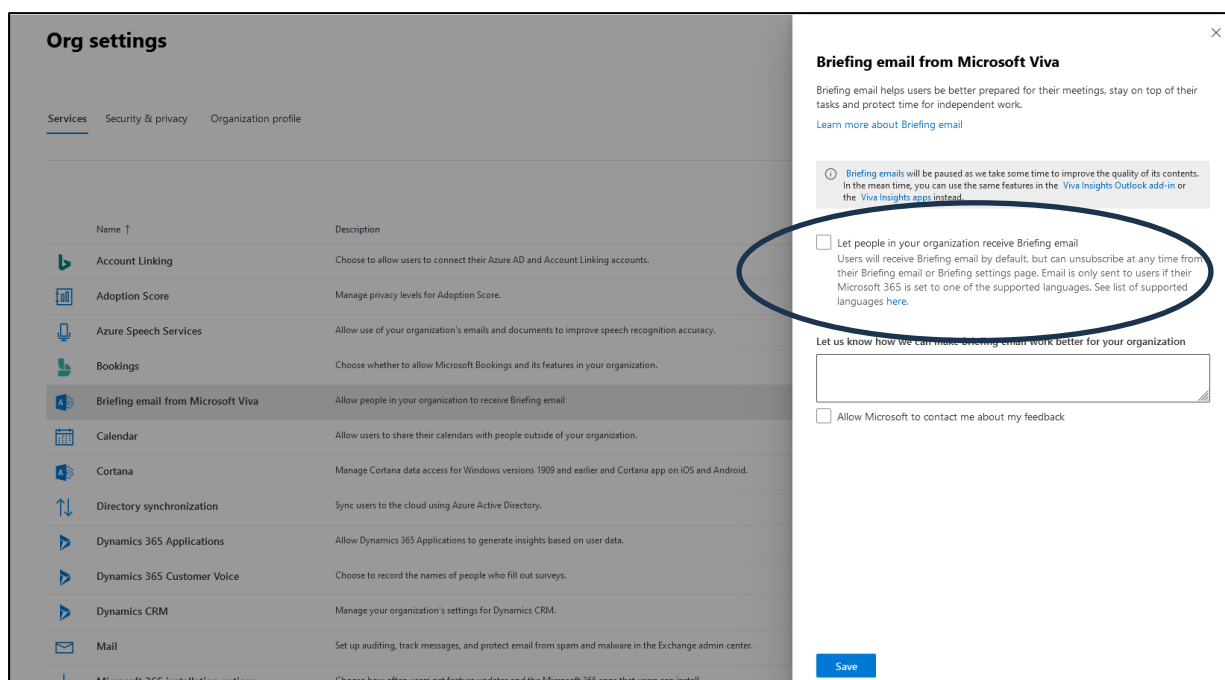 Org settings
Services Security & privacy Organization profile
Name ↑ Description
Account Linking Choose to allow users to connect their Azure AD and Account Linking accounts.
Adoption Score Manage privacy levels for Adoption Score.
Azure Speech Services Allow use of your organization's emails and documents to improve speech recognition accuracy.
Bookings Choose whether to allow Microsoft Bookings and its features in your organization.
Briefing email from Microsoft Viva Allow people in your organization to receive Briefing email
Calendar Allow users to share their calendars with people outside of your organization.
Cortana Manage Cortana data access for Windows versions 1909 and earlier and Cortana app on iOS and Android.
Directory synchronization Sync users to the cloud using Azure Active Directory.
Dynamics 365 Applications Allow Dynamics 365 Applications to generate insights based on user data.
Dynamics 365 Customer Voice Choose to record the names of people who fill out surveys.
Dynamics CRM Manage your organization's settings for Dynamics CRM.
Mail Set up auditing, track messages, and protect email from spam and malware in the Exchange admin center.
Microsoft 365 installation options Choose how often users get feature updates and the Microsoft 365 apps that users can install.
Briefing email from Microsoft Viva
Briefing email helps users be better prepared for their meetings, stay on top of their
tasks and protect time for independent work.
Learn more about Briefing email
Briefing emails will be paused as we take some time to improve the quality of its contents.
In the mean time, you can use the same features in the Viva Insights Outlook add-in or
the Viva Insights apps instead.
Let people in your organization receive Briefing email
Users will receive Briefing email by default, but can unsubscribe at any time from
their Briefing email or Briefing settings page. Email is only sent to users if their
Microsoft 365 is set to one of the supported languages. See list of supported
languages here.
Let us know how we can make Briefing email work better for your organization
Allow Microsoft to contact me about my feedback
Save